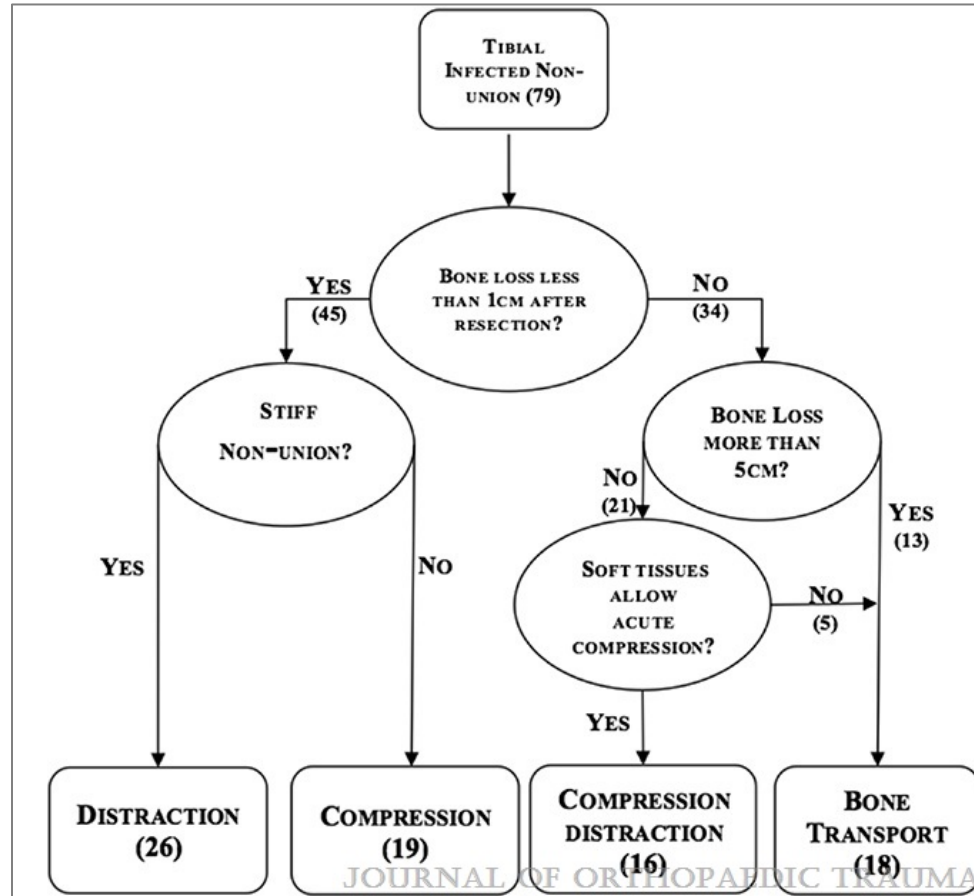 Tibial
Infected Non-
union (79)
Bone loss less
than 1cm after
resection?
Yes
(45)
No
(34)
Stiff
Non-union?
Bone Loss
more than
5cm?
No
(21)
Yes
(13)
Yes
No
Soft tissues
allow
acute
compression?
No
(5)
Yes
Distraction
(26)
Compression
(19)
Compression
distraction
(16)
Bone
Transport
(18)
JOURNAL OF ORTHOPAEDIC TRAUMA